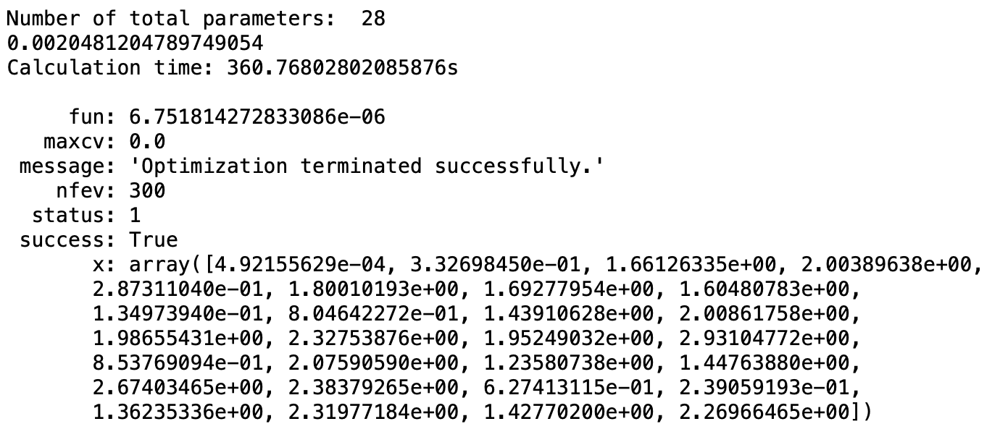 Number of total parameters:  28
0.0020481204789749054
Calculation time: 360.76802802085876s

     fun: 6.751814272833086e-06
   maxcv: 0.0
 message: 'Optimization terminated successfully.'
    nfev: 300
  status: 1
 success: True
       x: array([4.92155629e-04, 3.32698450e-01, 1.66126335e+00, 2.00389638e+00,
       2.87311040e-01, 1.80010193e+00, 1.69277954e+00, 1.60480783e+00,
       1.34973940e-01, 8.04642272e-01, 1.43910628e+00, 2.00861758e+00,
       1.98655431e+00, 2.32753876e+00, 1.95249032e+00, 2.93104772e+00,
       8.53769094e-01, 2.07590590e+00, 1.23580738e+00, 1.44763880e+00,
       2.67403465e+00, 2.38379265e+00, 6.27413115e-01, 2.39059193e-01,
       1.36235336e+00, 2.31977184e+00, 1.42770200e+00, 2.26966465e+00])